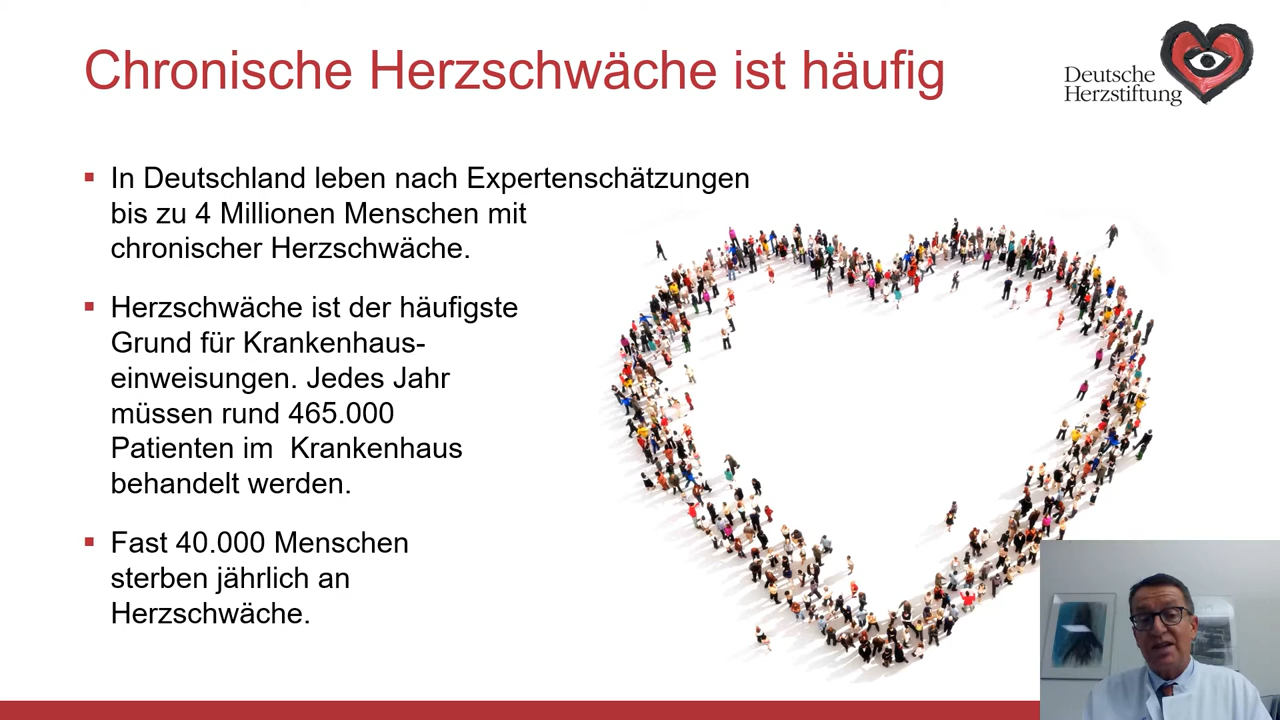 Chronische Herzschwäche ist häufig
Deutsche
Herzstiftung
▪ In Deutschland leben nach Expertenschätzungen
bis zu 4 Millionen Menschen mit
chronischer Herzschwäche.
▪ Herzschwäche ist der häufigste
Grund für Krankenhaus-
einweisungen. Jedes Jahr
müssen rund 465.000
Patienten im  Krankenhaus
behandelt werden.
▪ Fast 40.000 Menschen
sterben jährlich an
Herzschwäche.